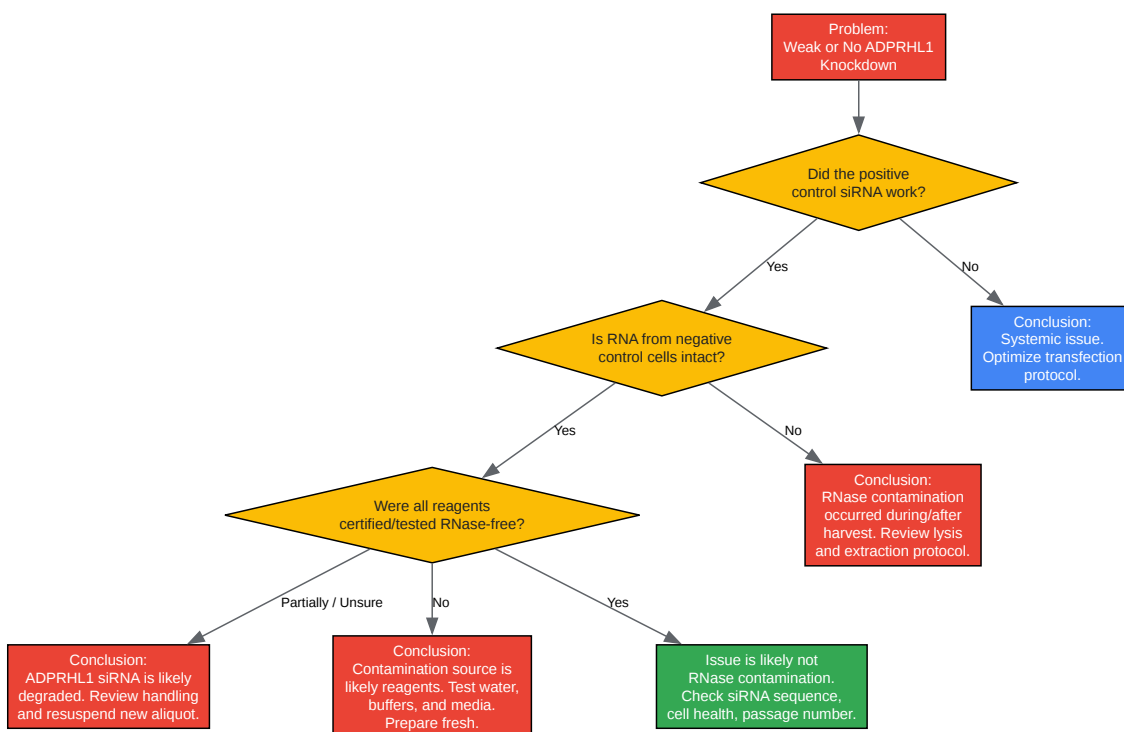 Problem:
Weak or No ADPRHL1
Knockdown
Did the positive
control siRNA work?
Yes
No
Is RNA from negative
control cells intact?
Conclusion:
Systemic issue.
Optimize transfection
protocol.
Yes
No
Were all reagents
certified/tested RNase-free?
Conclusion:
RNase contamination
occurred during/after
harvest. Review lysis
and extraction protocol.
Partially / Unsure
No
Yes
Conclusion:
ADPRHL1 siRNA is likely
degraded. Review handling
and resuspend new aliquot.
Conclusion:
Contamination source is
likely reagents. Test water,
buffers, and media.
Prepare fresh.
Issue is likely not
RNase contamination.
Check siRNA sequence,
cell health, passage number.